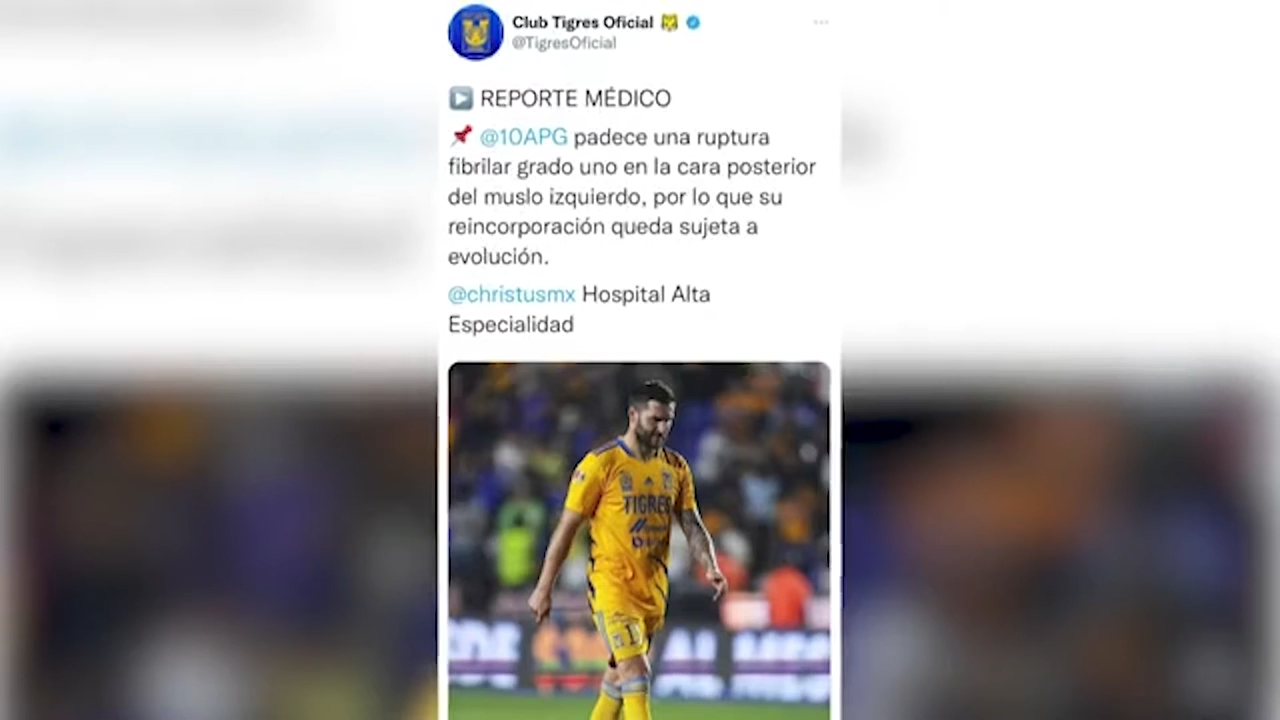 Club Tigres Oficial
@TigresOficial
REPORTE MÉDICO
@10APG padece una ruptura
fibrilar grado uno en la cara posterior
del muslo izquierdo, por lo que su
reincorporación queda sujeta a
evolución.
@christusmx Hospital Alta
Especialidad
TIGRES